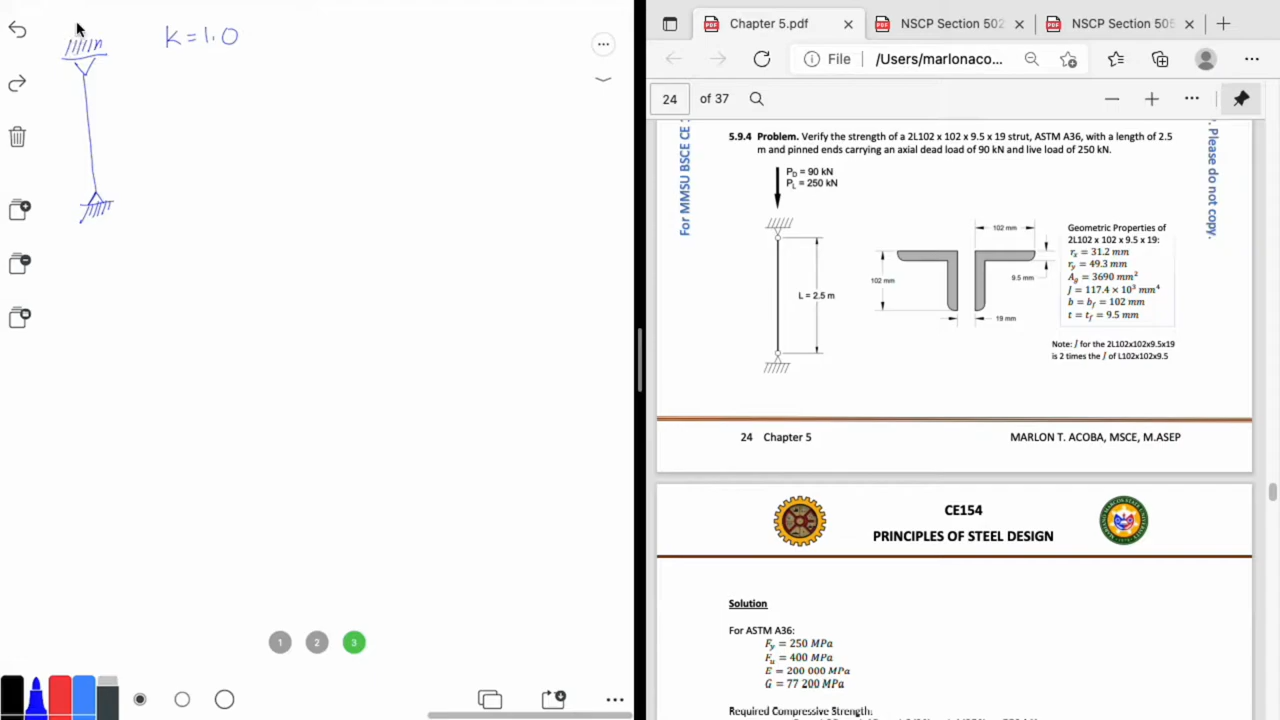 K = 1.0
Chapter 5.pdf
NSCP Section 502
NSCP Section 505
File
/Users/marlonaco...
24 of 37
For MMSU BSCE CE
. Please do not copy.
5.9.4 Problem. Verify the strength of a 2L102 x 102 x 9.5 x 19 strut, ASTM A36, with a length of 2.5
m and pinned ends carrying an axial dead load of 90 kN and live load of 250 kN.
P_D = 90 kN
P_L = 250 kN
L = 2.5 m
102 mm
102 mm
9.5 mm
19 mm
Geometric Properties of
2L102 x 102 x 9.5 x 19:
r_x = 31.2 mm
r_y = 49.3 mm
A_g = 3690 mm²
J = 117.4 × 10³ mm⁴
b = b_f = 102 mm
t = t_f = 9.5 mm
Note: J for the 2L102x102x9.5x19
is 2 times the J of L102x102x9.5
24 Chapter 5
MARLON T. ACOBA, MSCE, M.ASEP
CE154
PRINCIPLES OF STEEL DESIGN
Solution
For ASTM A36:
F_y = 250 MPa
F_u = 400 MPa
E = 200 000 MPa
G = 77 200 MPa
Required Compressive Strength:
1
2
3